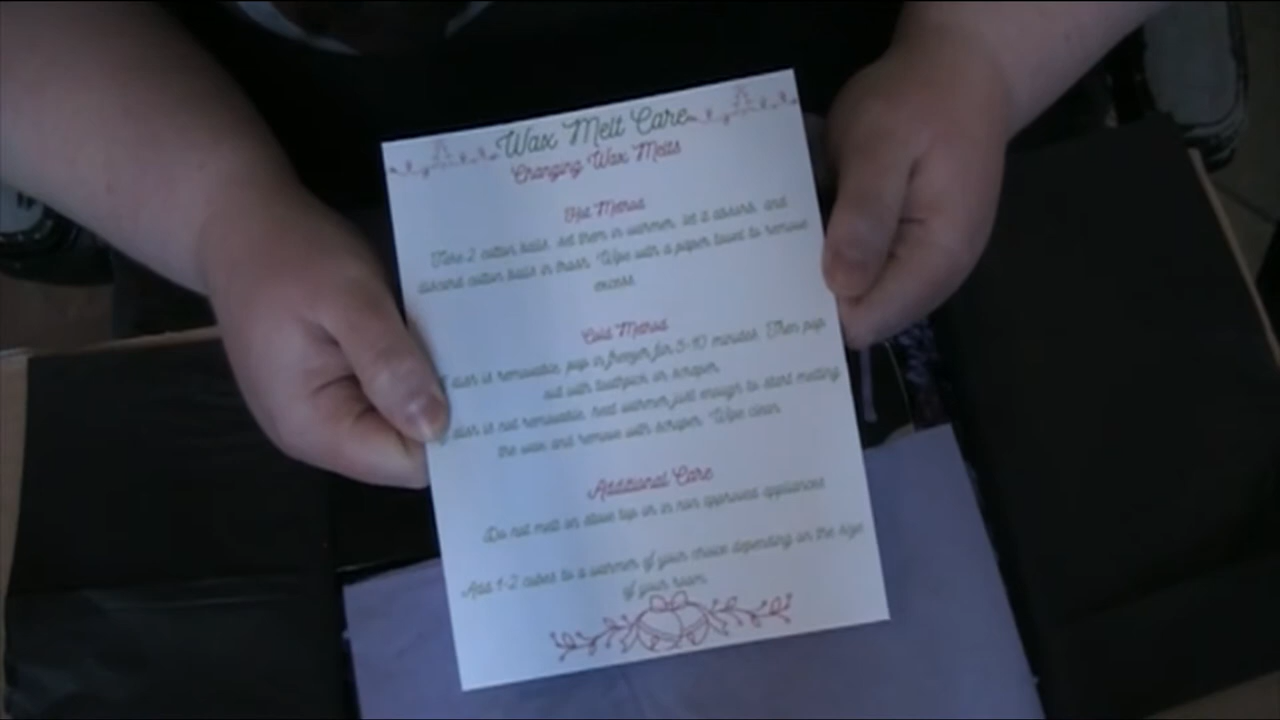 Wax Melt Care
Changing Wax Melts
Hot Method
Take 2 cotton balls, set them in warmer, let it absorb, and
discard cotton balls in trash. Wipe with a paper towel to remove
excess.
Cold Method
dish is removable, pop in freezer for 5-10 minutes. Then pop
out with toothpick or scraper.
dish is not removable, heat warmer just enough to start melting
the wax and remove with scraper. Wipe clean.
Additional Care
Do not melt on stove top or in non approved appliances
Add 1-2 cubes to a warmer of your choice depending on the size
of your room.